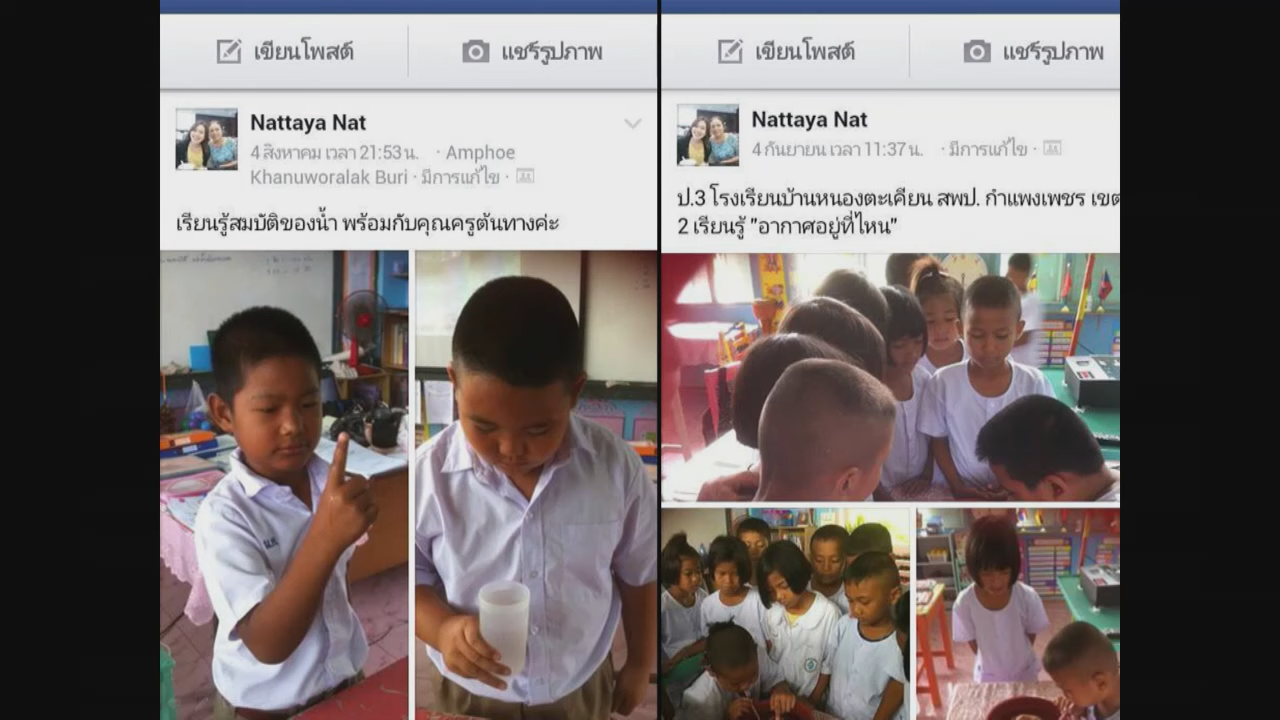 เขียนโพสต์
แชร์รูปภาพ
Nattaya Nat
4 สิงหาคม เวลา 21:53 น. · Amphoe
Khanuworalak Buri · มีการแก้ไข ·
เรียนรู้สมบัติของน้ำ พร้อมกับคุณครูต้นทางค่ะ
เขียนโพสต์
แชร์รูปภาพ
Nattaya Nat
4 กันยายน เวลา 11:37 น. · มีการแก้ไข ·
ป.3 โรงเรียนบ้านหนองตะเคียน สพป. กำแพงเพชร เขต
2 เรียนรู้ "อากาศอยู่ที่ไหน"